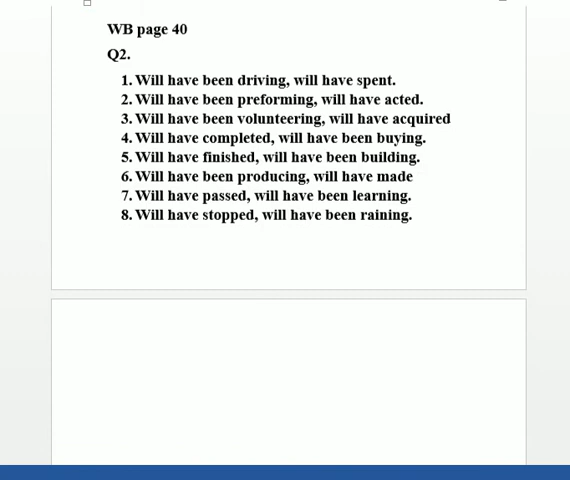 WB page 40
Q2.
1. Will have been driving, will have spent.
2. Will have been preforming, will have acted.
3. Will have been volunteering, will have acquired
4. Will have completed, will have been buying.
5. Will have finished, will have been building.
6. Will have been producing, will have made
7. Will have passed, will have been learning.
8. Will have stopped, will have been raining.